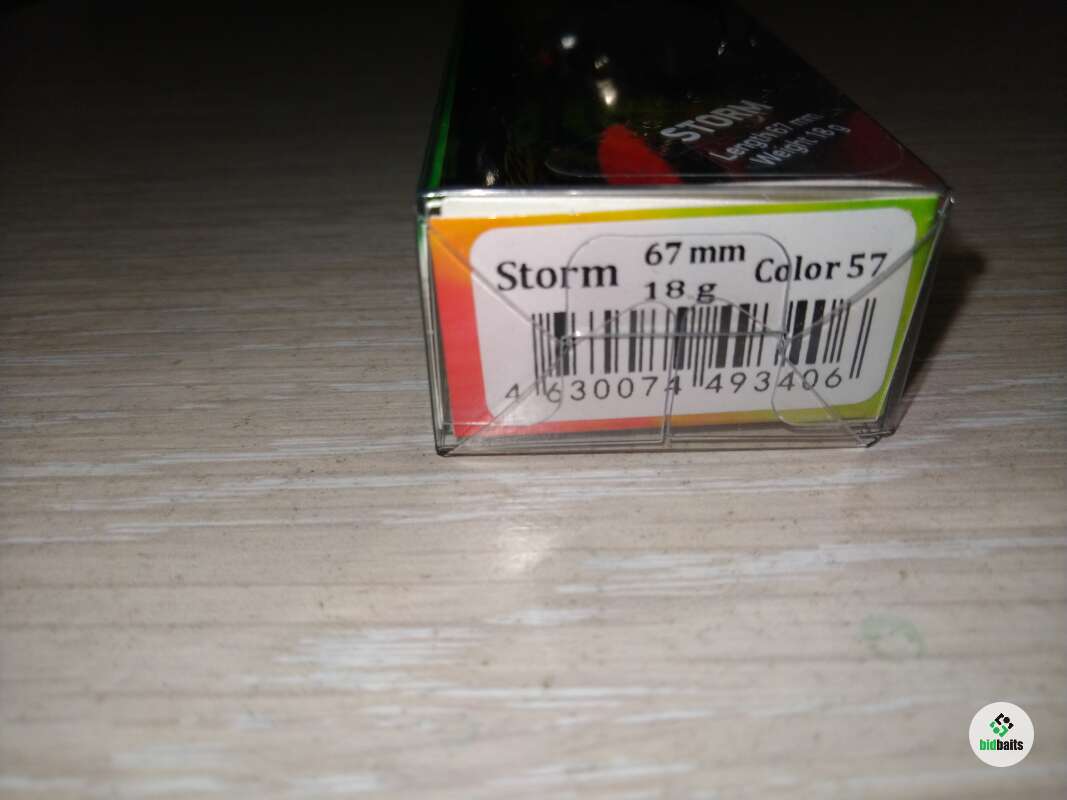 STORM
Length 67 mm
Weight 18 g
Storm 67 mm Color 57
18 g
4 630074 493406
bidbaits